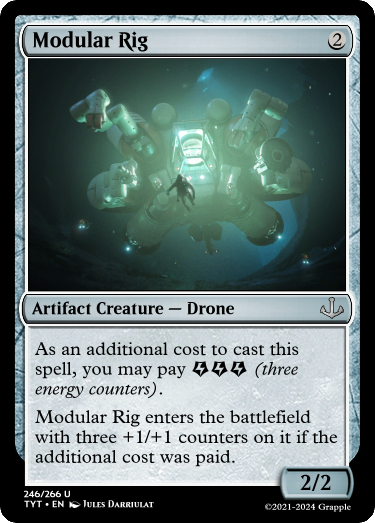 Modular Rig 2
Artifact Creature — Drone
As an additional cost to cast this
spell, you may pay (three
energy counters).
Modular Rig enters the battlefield
with three +1/+1 counters on it if the
additional cost was paid.
2/2
246/266 U
TYT • EN Jules Darriulat
©2021-2024 Grapple